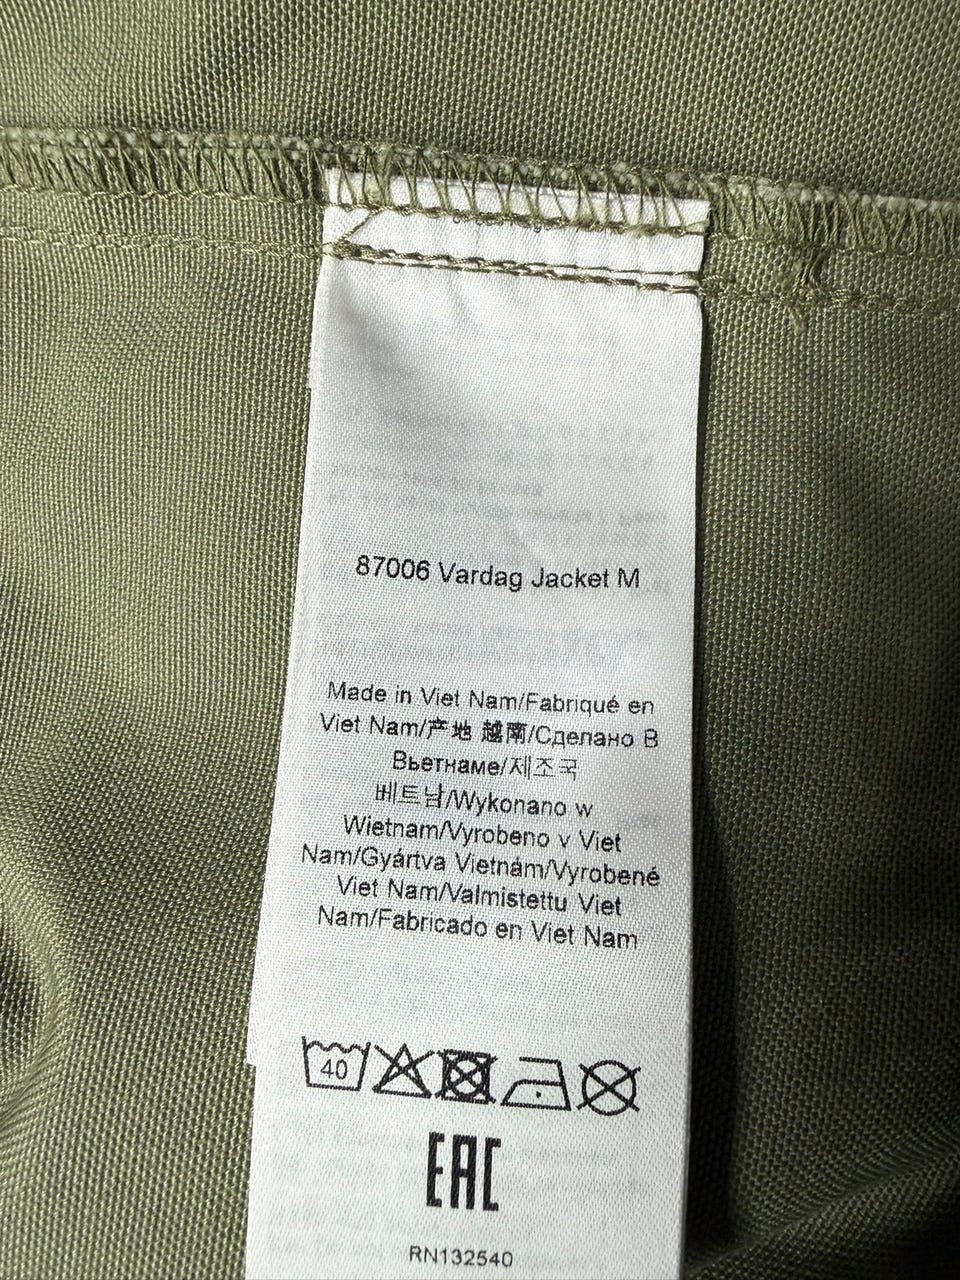 87006 Vardag Jacket M
Made in Viet Nam/Fabriqué en
Viet Nam/产地 越南/Сделано В
Вьетнаме/제조국
베트남/Wykonano w
Wietnam/Vyrobeno v Viet
Nam/Gyártva Vietnám/Vyrobené
Viet Nam/Valmistettu Viet
Nam/Fabricado en Viet Nam
40
EAC
RN132540